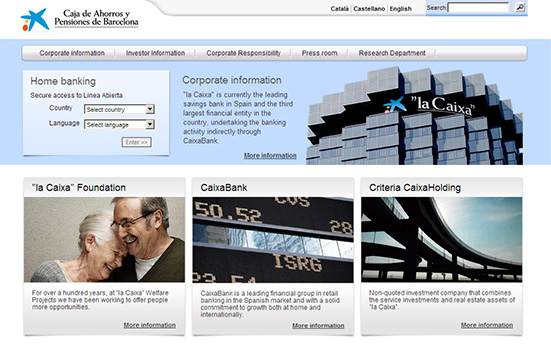 Caja de Ahorros y
Pensiones de Barcelona
Català | Castellano | English
Search:
Corporate information
Investor Information
Corporate Responsibility
Press room
Research Department
Home banking
Secure access to Línea Abierta
Country
Select country
Language
Select language
Enter >>
Corporate information
"la Caixa" is currently the leading
savings bank in Spain and the third
largest financial entity in the
country, undertaking the banking
activity indirectly through
CaixaBank.
More information
"la Caixa"
"la Caixa" Foundation
For over a hundred years, at "la Caixa" Welfare
Projects we have been working to offer people
more opportunities.
More information
CaixaBank
CVS
50.52
28
ISRG
53.54
CaixaBank is a leading financial group in retail
banking in the Spanish market and with a solid
commitment to growth both at home and
internationally.
More information
Criteria CaixaHolding
Non-quoted investment company that combines
the service investments and real estate assets of
"la Caixa".
More information